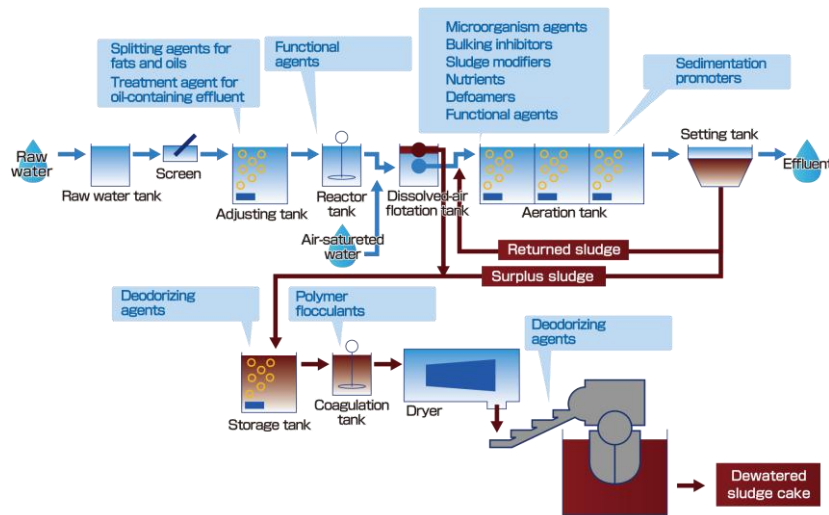 Splitting agents for
fats and oils
Treatment agent for
oil-containing effluent
Functional
agents
Microorganism agents
Bulking inhibitors
Sludge modifiers
Nutrients
Defoamers
Functional agents
Sedimentation
promoters
Raw
water
Raw water tank
Screen
Adjusting tank
Reactor
tank
Dissolved-air
flotation tank
Aeration tank
Setting tank
Effluent
Air-satureted
water
Returned sludge
Surplus sludge
Deodorizing
agents
Polymer
flocculants
Deodorizing
agents
Storage tank
Coagulation
tank
Dryer
Dewatered
sludge cake